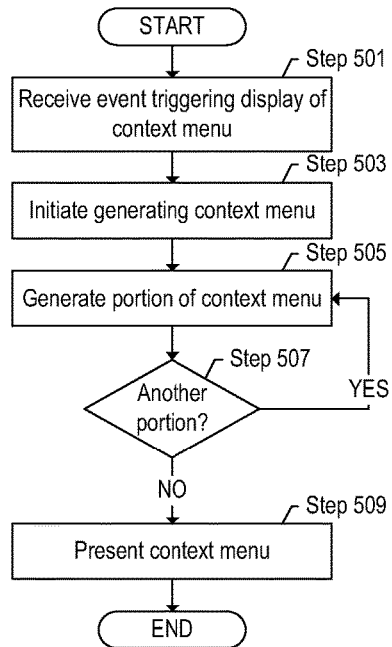 START
Step 501
Receive event triggering display of
context menu
Step 503
Initiate generating context menu
Step 505
Generate portion of context menu
Step 507
Another
portion?
YES
NO
Step 509
Present context menu
END